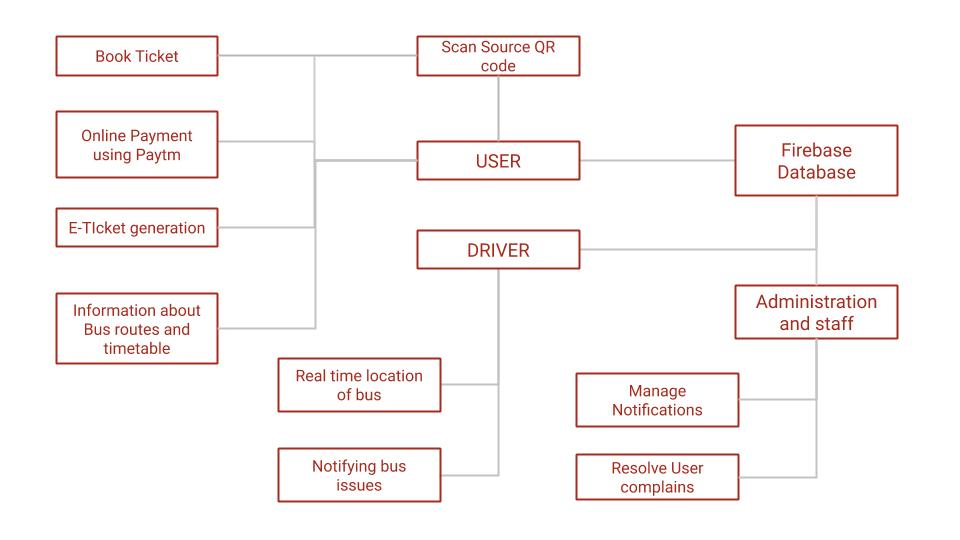 Book Ticket
Scan Source QR
code
Online Payment
using Paytm
USER
Firebase
Database
E-TIcket generation
DRIVER
Information about
Bus routes and
timetable
Administration
and staff
Real time location
of bus
Manage
Notifications
Notifying bus
issues
Resolve User
complains